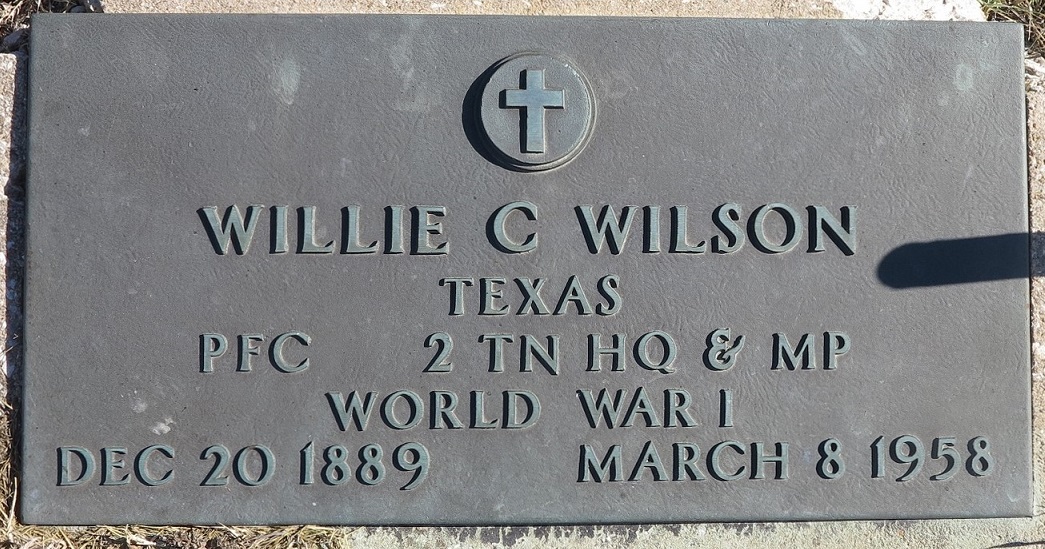 WILLIE C WILSON
TEXAS
PFC 2 TN HQ & MP
WORLD WAR I
DEC 20 1889 MARCH 8 1958